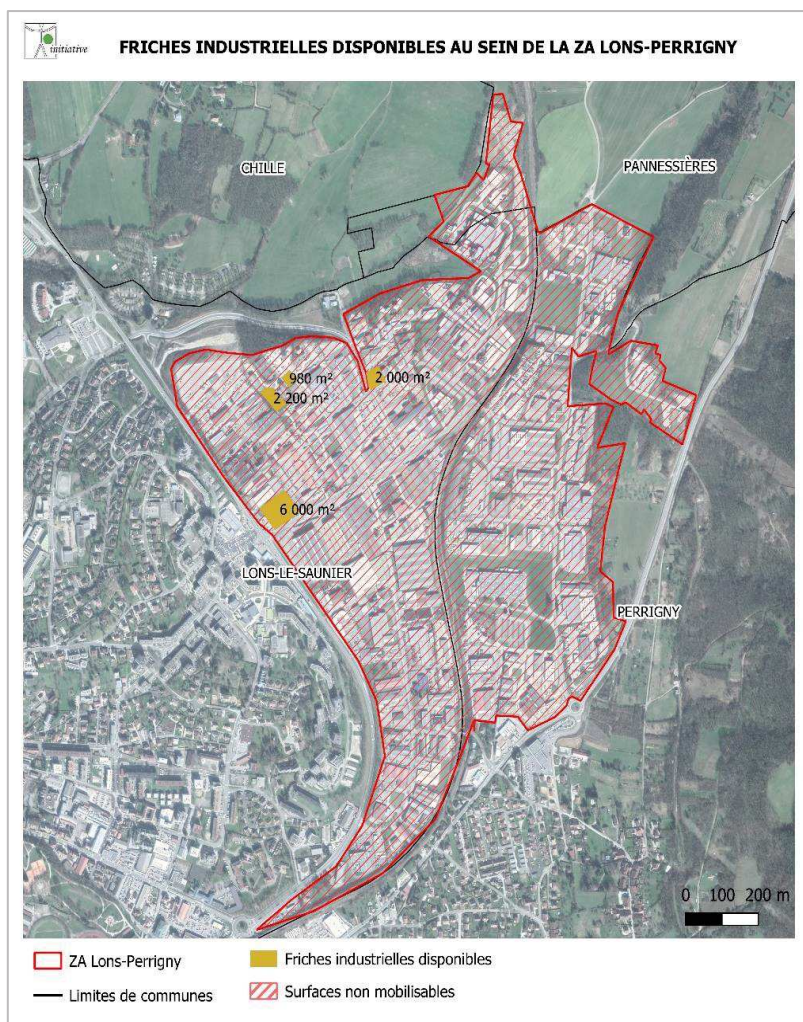 initiative
FRICHES INDUSTRIELLES DISPONIBLES AU SEIN DE LA ZA LONS-PERRIGNY
CHILLE
PANNESSIÈRES
980 m²
2 000 m²
2 200 m²
6 000 m²
LONS-LE-SAUNIER
PERRIGNY
0 100 200 m
ZA Lons-Perrigny
Friches industrielles disponibles
Limites de communes
Surfaces non mobilisables